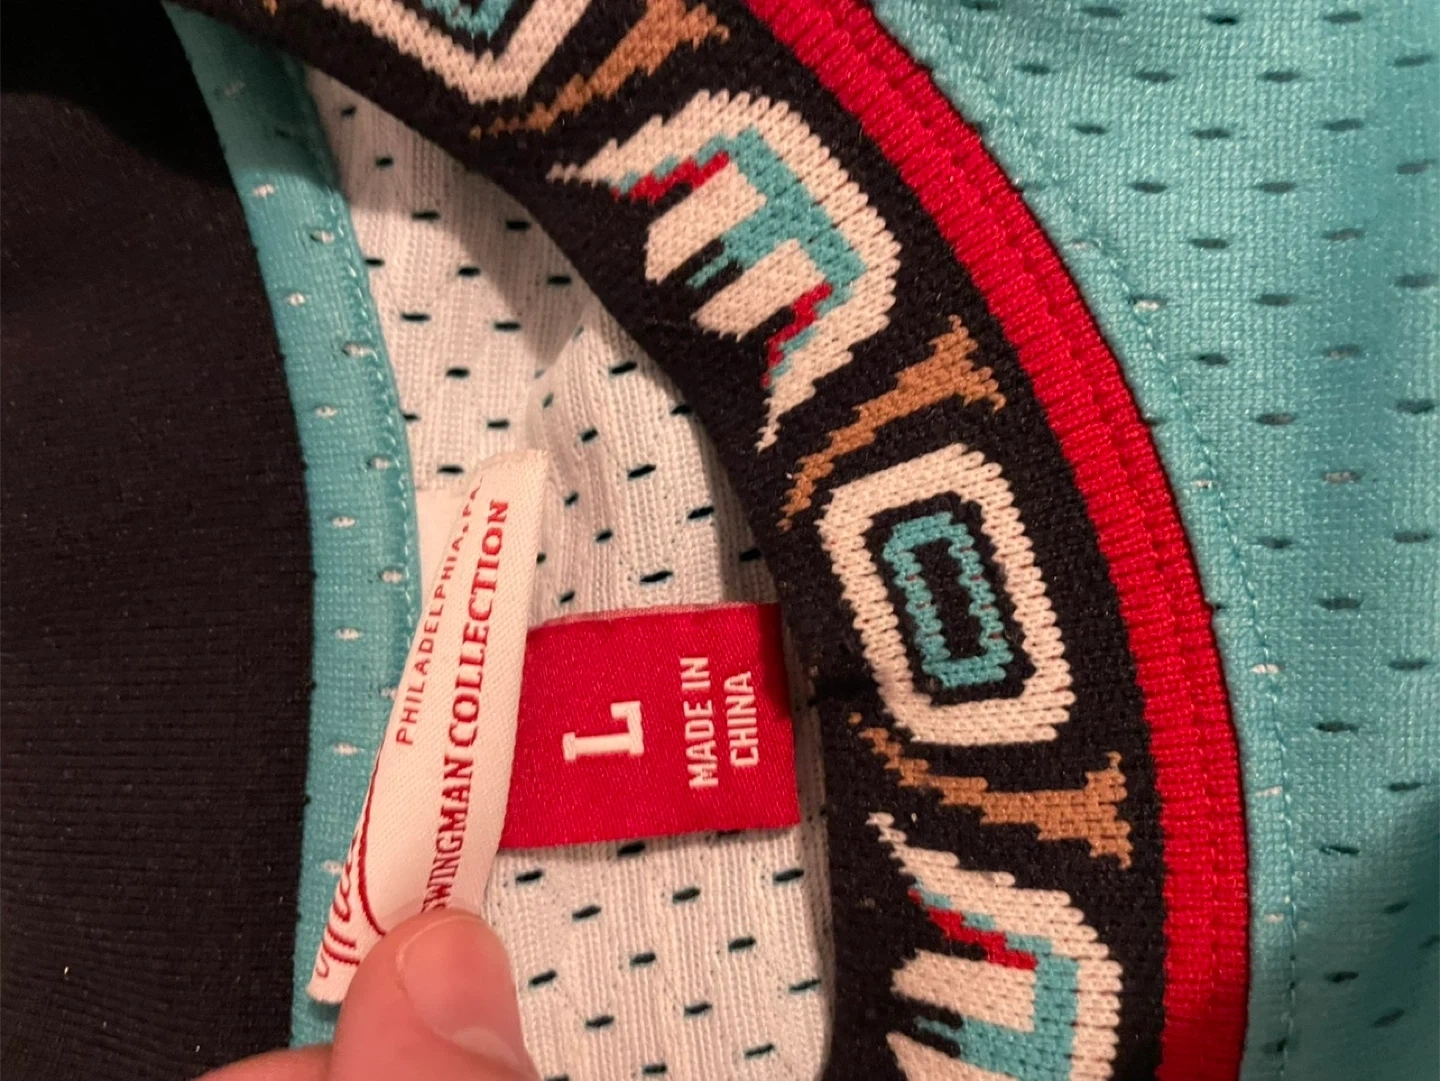 PHILADELPHIA, PA
SWINGMAN COLLECTION
L
MADE IN
CHINA